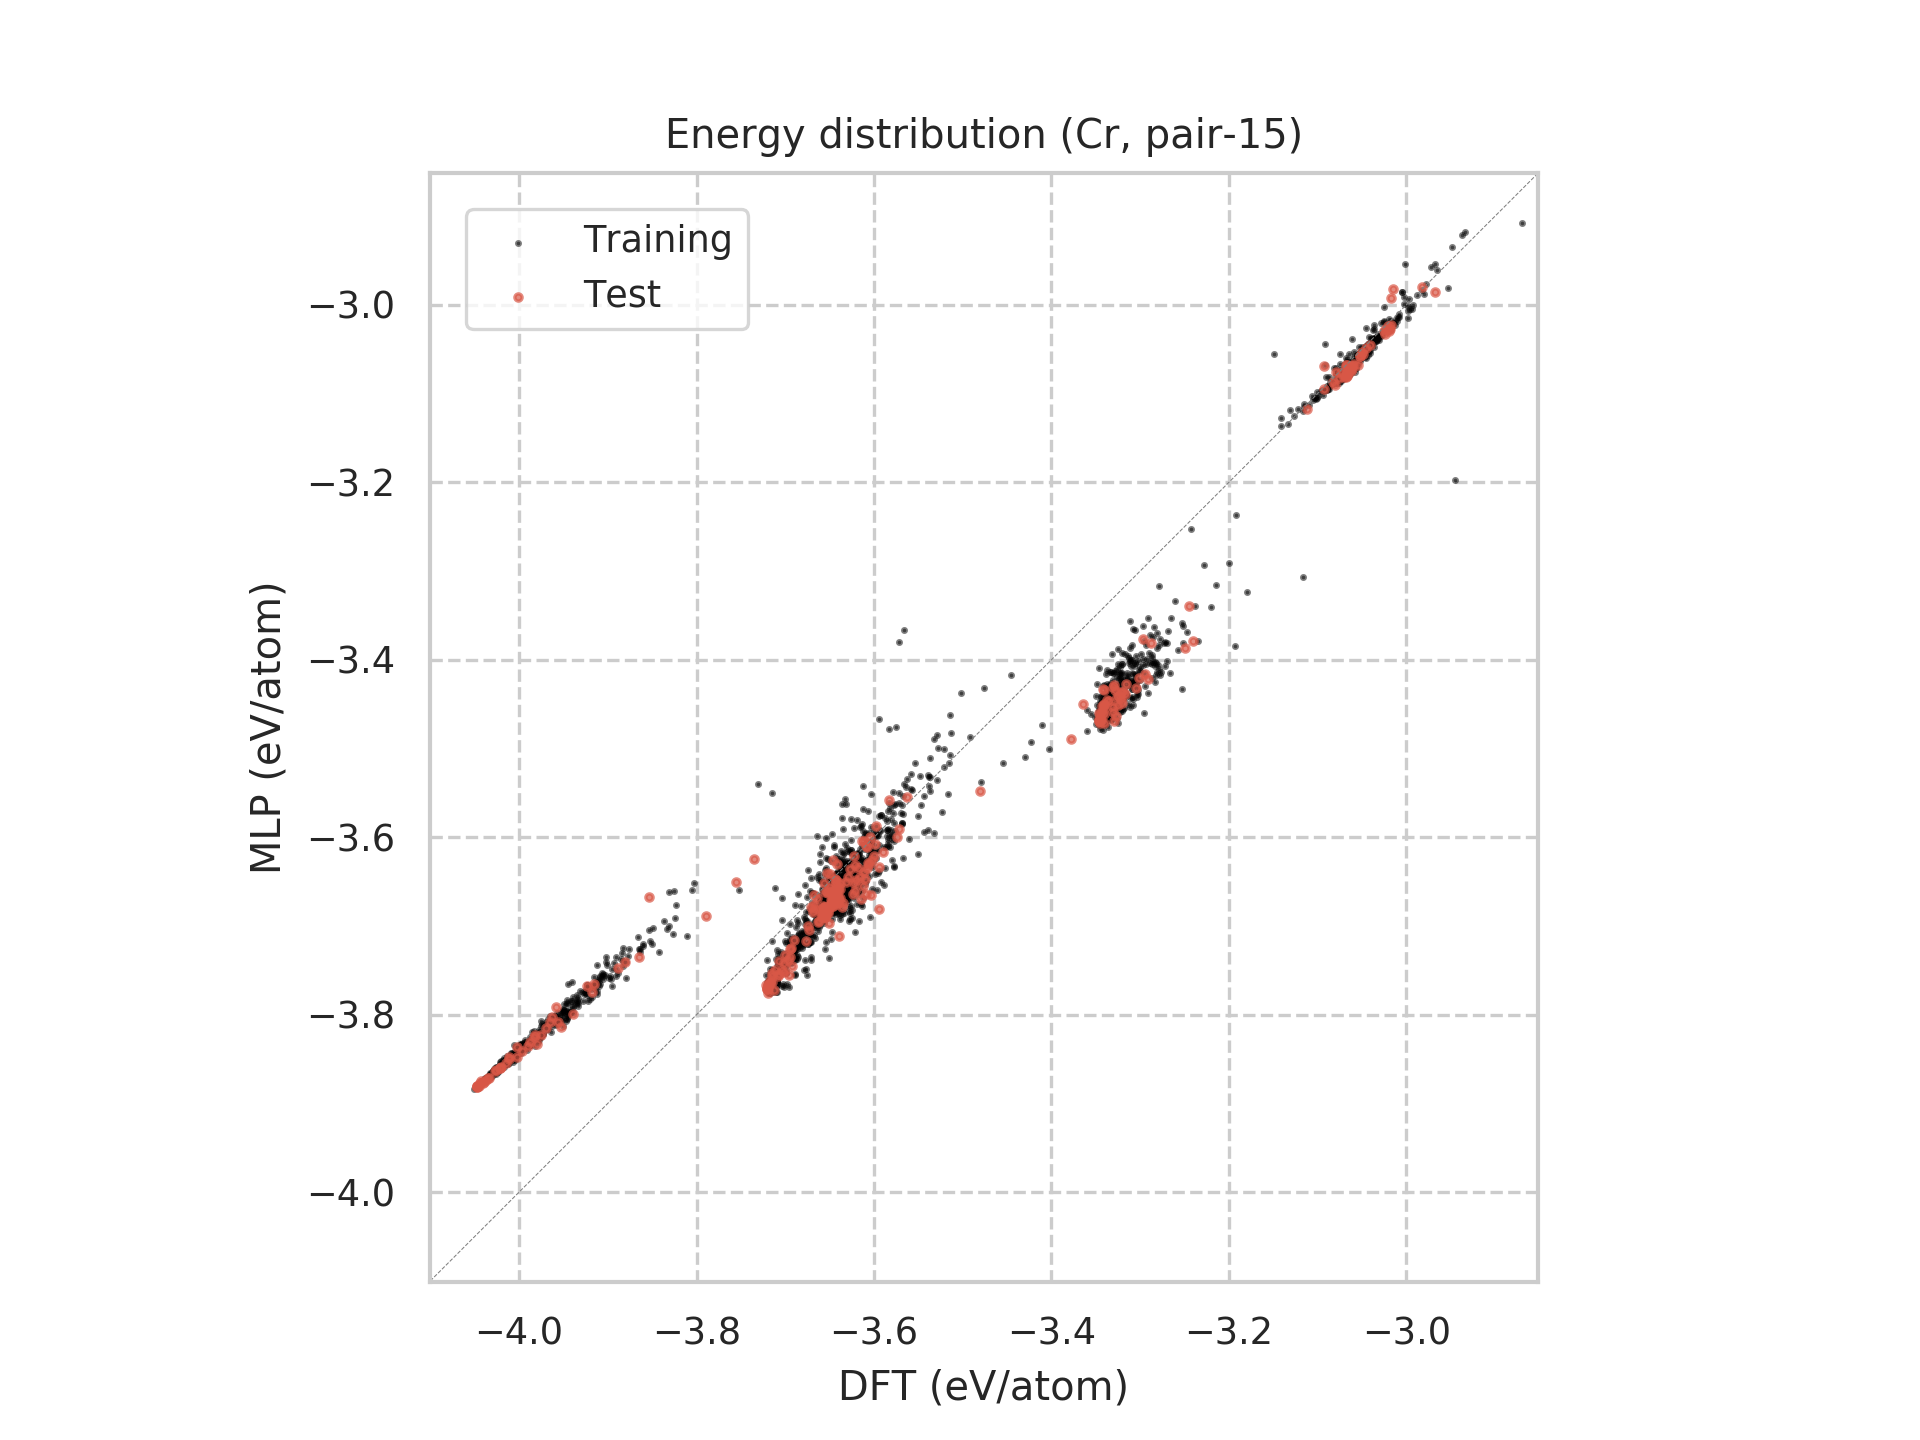 Energy distribution (Cr, pair-15)
Training
Test
−3.0
−3.2
−3.4
−3.6
−3.8
−4.0
MLP (eV/atom)
−4.0 −3.8 −3.6 −3.4 −3.2 −3.0
DFT (eV/atom)